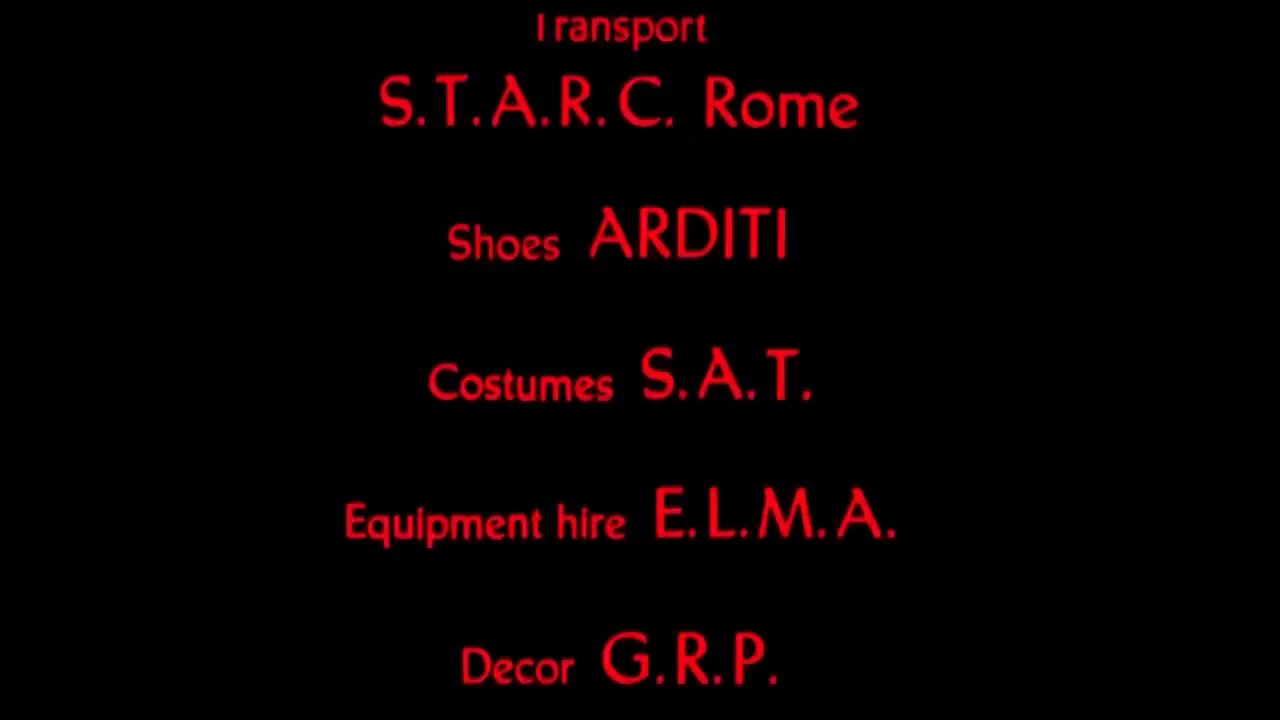 Transport
S.T.A.R.C. Rome
Shoes ARDITI
Costumes S.A.T.
Equipment hire E.L.M.A.
Decor G.R.P.